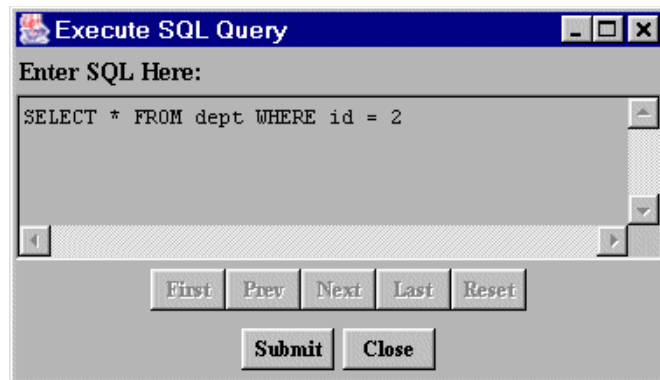 Execute SQL Query
Enter SQL Here:
SELECT * FROM dept WHERE id = 2
First Prev Next Last Reset
Submit Close